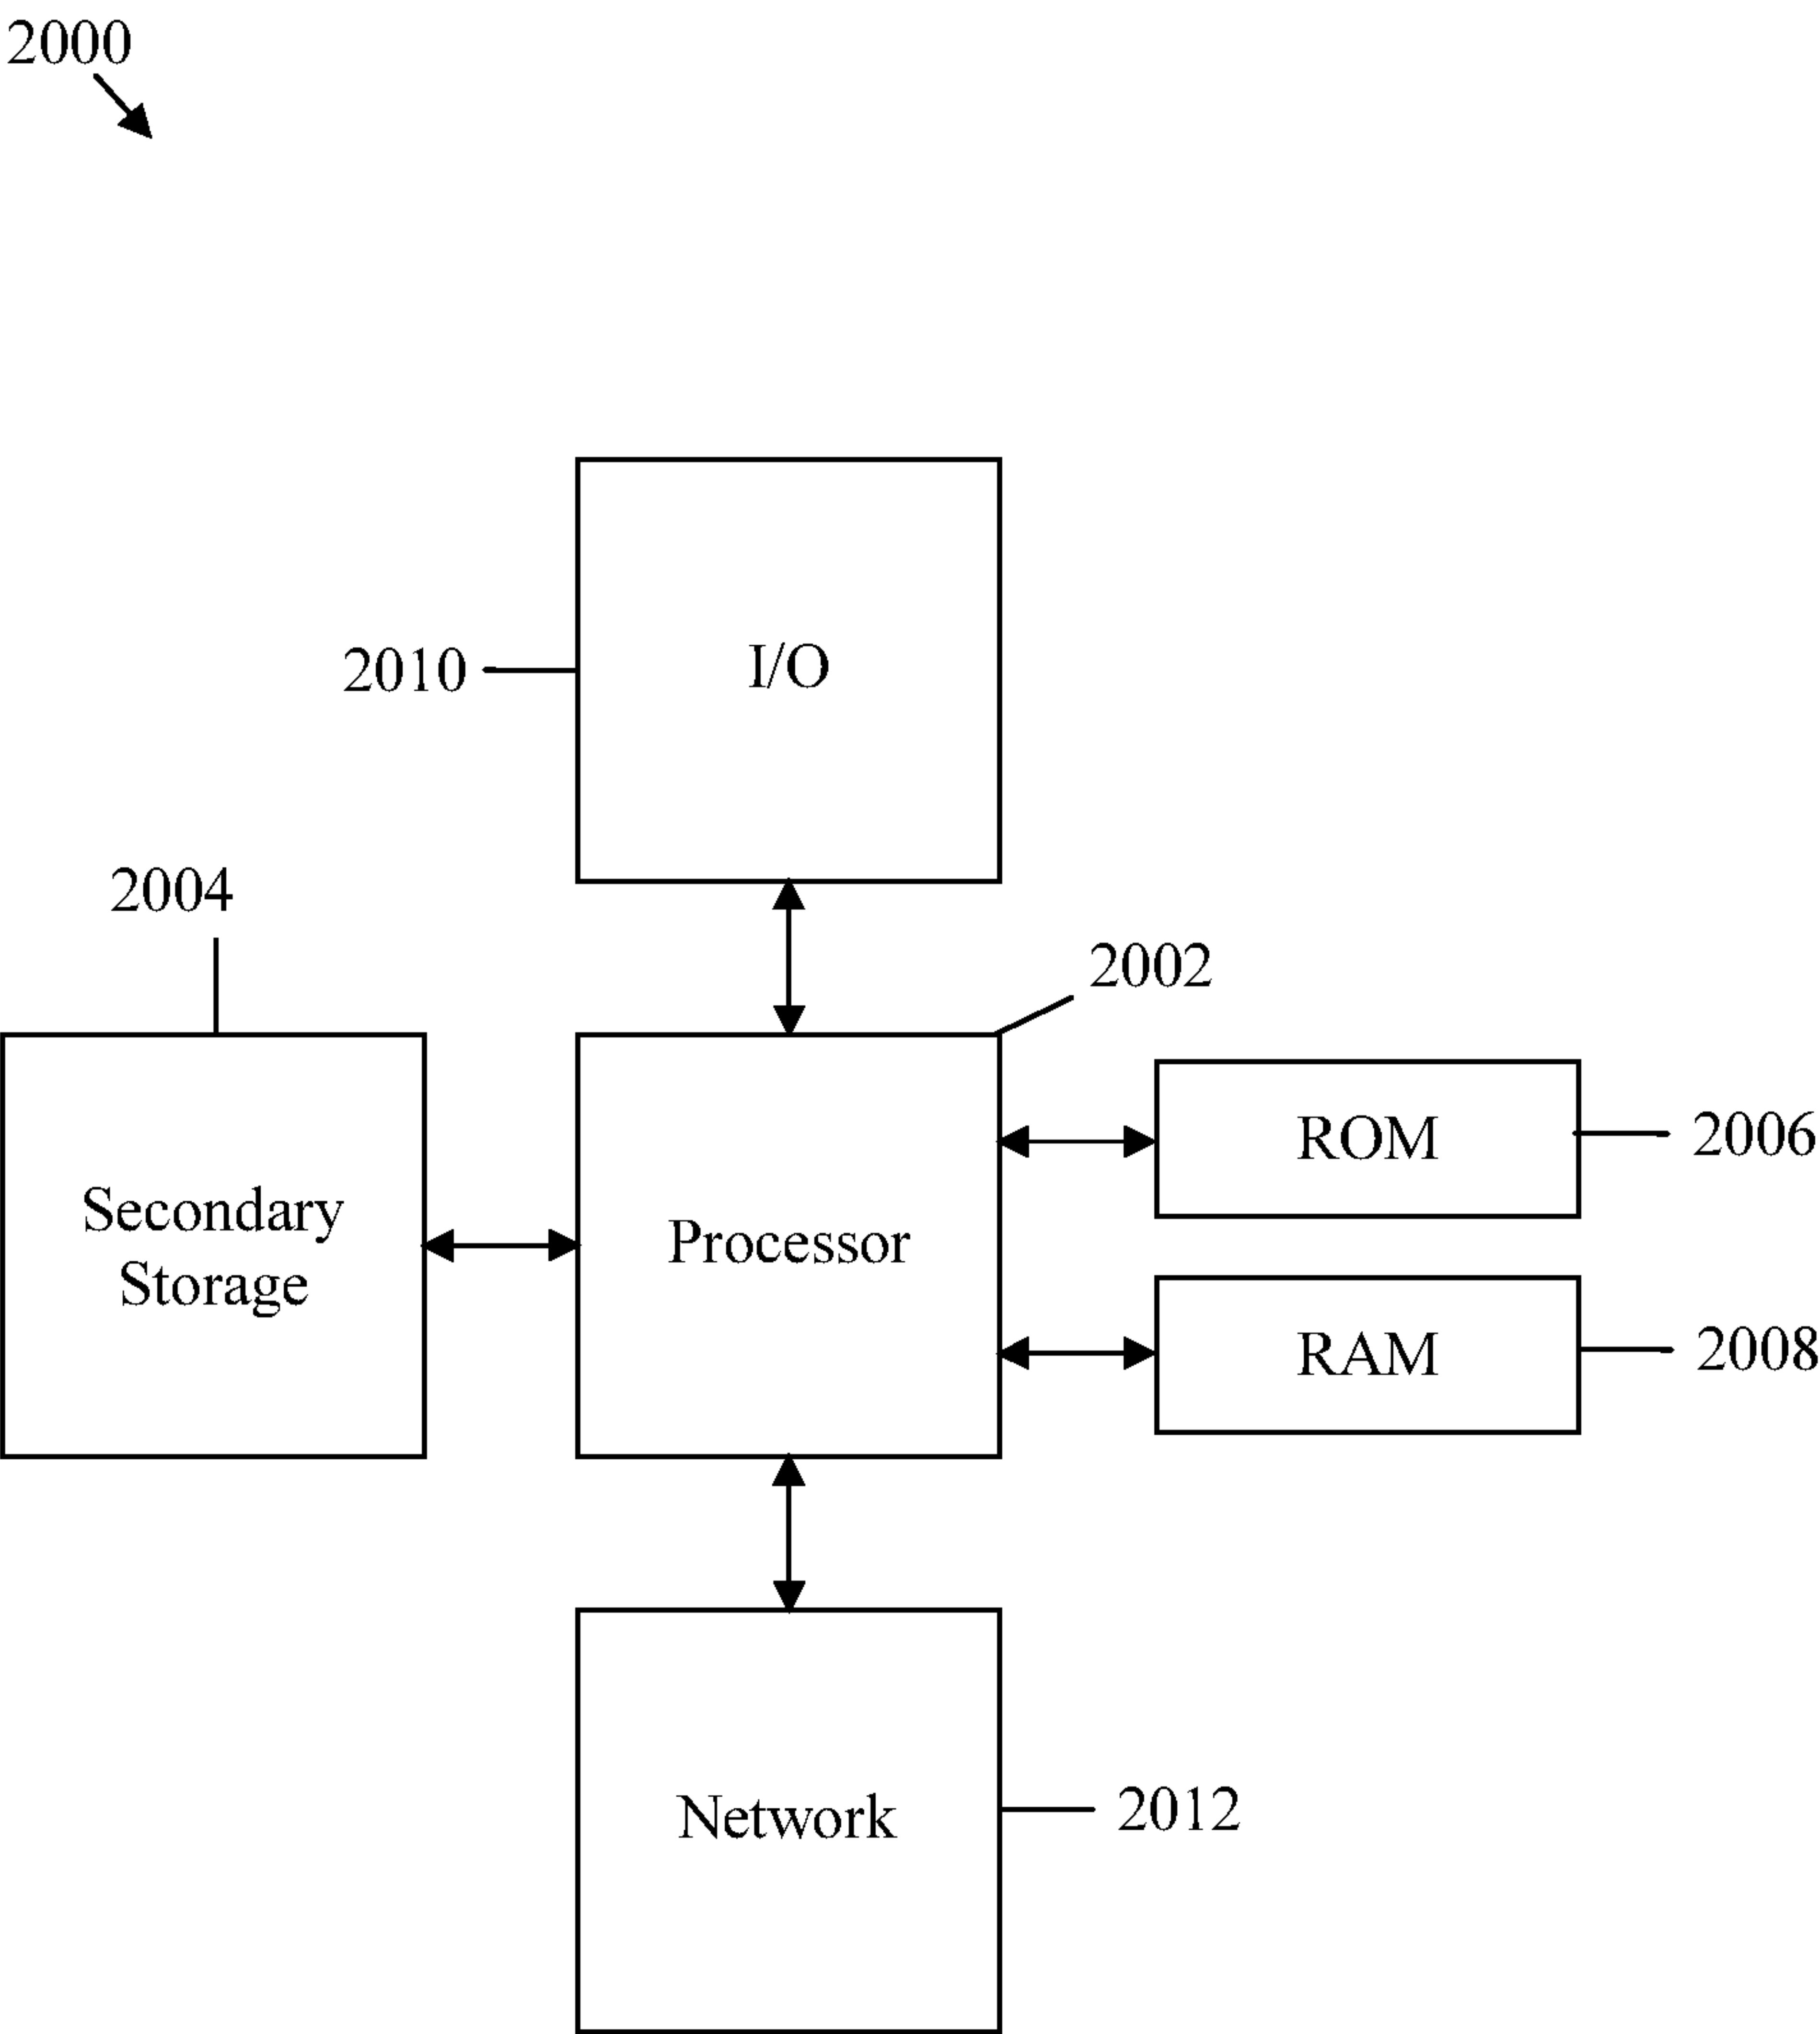 2000
I/O
2010
2004
2002
Secondary
Storage
Processor
ROM
2006
RAM
2008
Network
2012